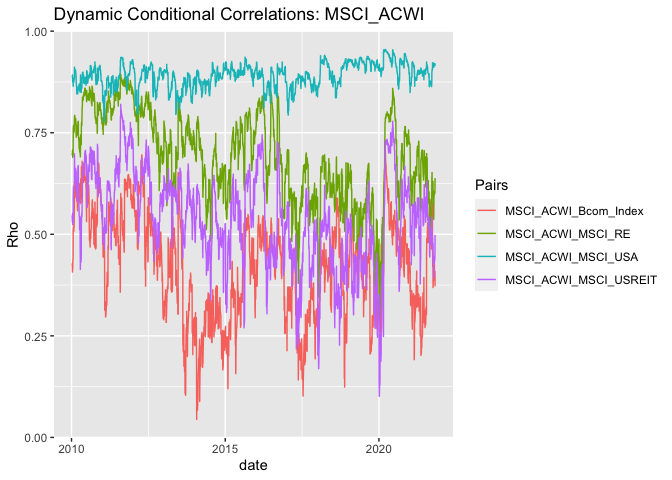 Dynamic Conditional Correlations: MSCI_ACWI
1.00
0.75
0.50
0.25
0.00
Rho
2010
2015
2020
date
Pairs
MSCI_ACWI_Bcom_Index
MSCI_ACWI_MSCI_RE
MSCI_ACWI_MSCI_USA
MSCI_ACWI_MSCI_USREIT